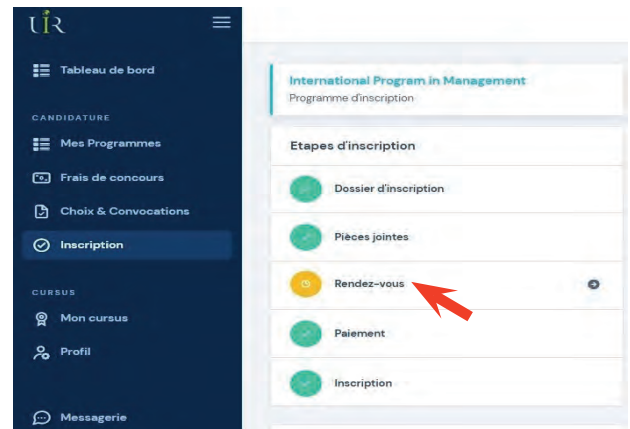 UIR
Tableau de bord
CANDIDATURE
Mes Programmes
Frais de concours
Choix & Convocations
Inscription
CURSUS
Mon cursus
Profil
Messagerie
International Program in Management
Programme d'inscription
Etapes d'inscription
Dossier d'inscription
Pièces jointes
Rendez-vous
Paiement
Inscription